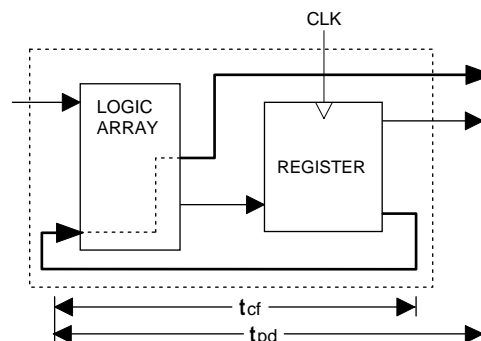 CLK
LOGIC
ARRAY
REGISTER
tcf
tpd